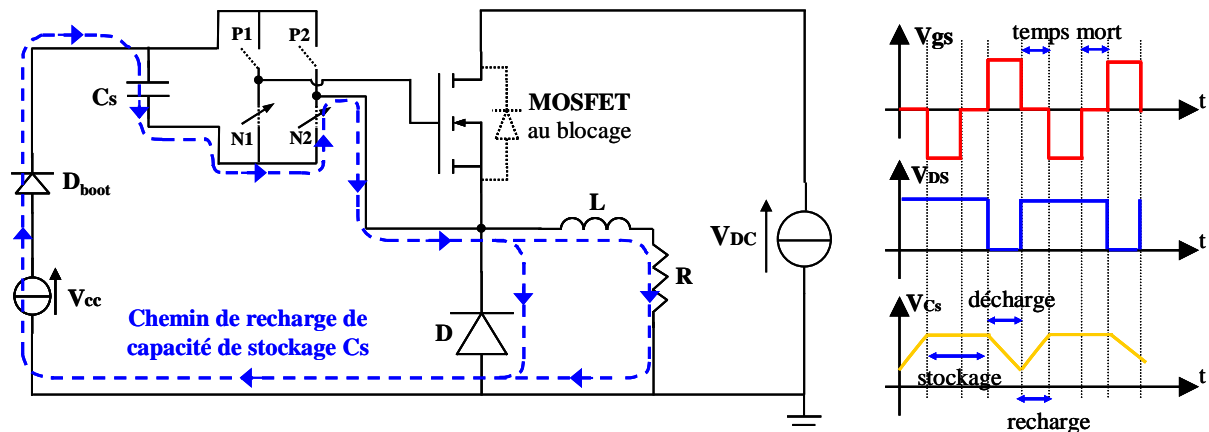 P1
P2
Cs
N1
N2
MOSFET
au blocage
Dboot
L
VDC
R
Vcc
Chemin de recharge de
capacité de stockage Cs
D
Vgs
temps mort
t
VDS
t
VCs
décharge
stockage
t
recharge